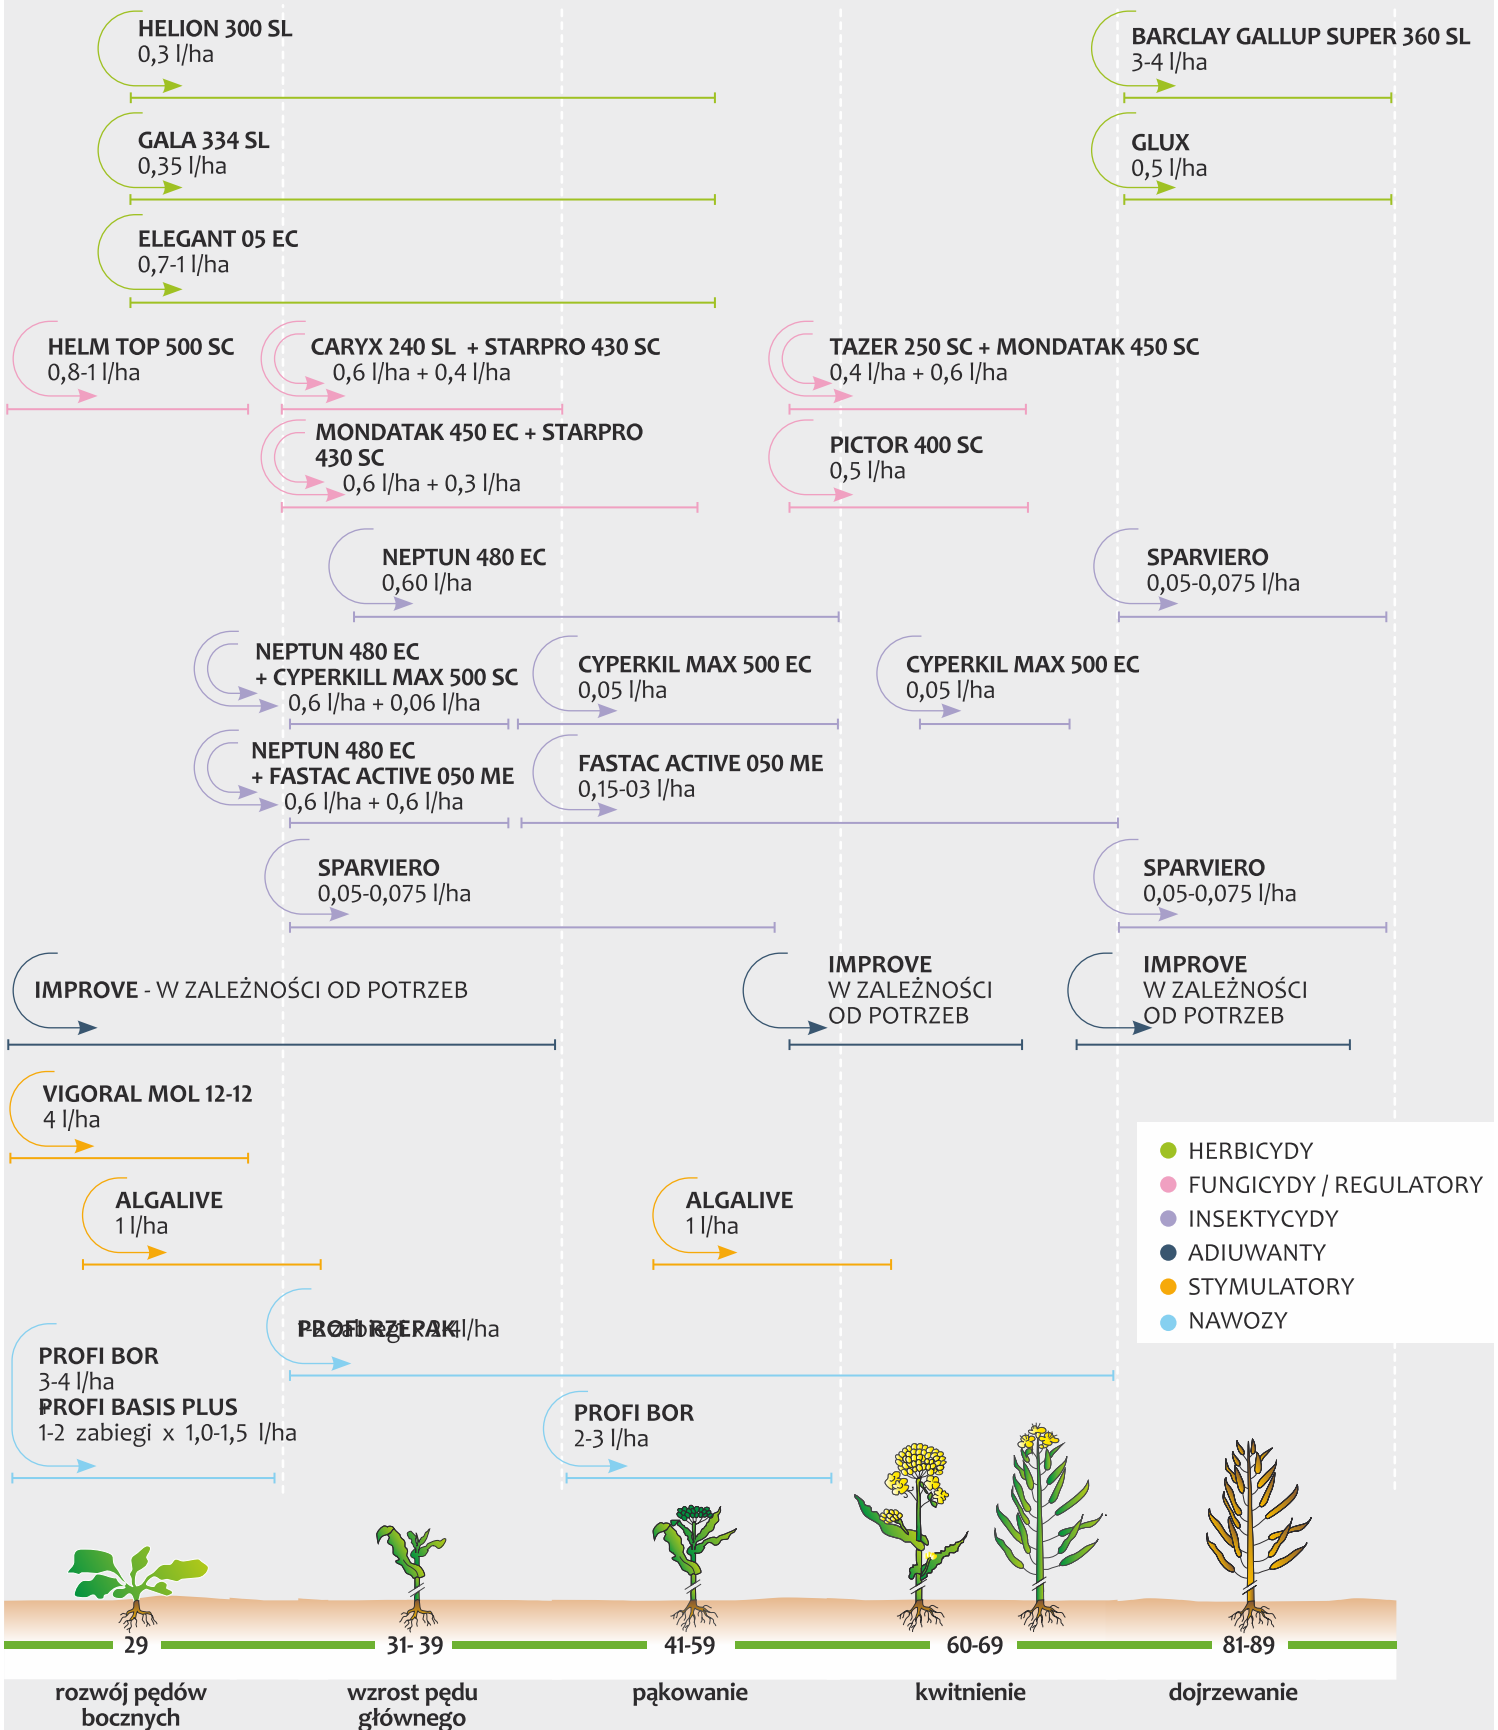 HELION 300 SL
0,3 l/ha
BARCLAY GALLUP SUPER 360 SL
3-4 l/ha
GALA 334 SL
0,35 l/ha
GLUX
0,5 l/ha
ELEGANT 05 EC
0,7-1 l/ha
HELM TOP 500 SC
0,8-1 l/ha
CARYX 240 SL + STARPRO 430 SC
0,6 l/ha + 0,4 l/ha
TAZER 250 SC + MONDATAK 450 SC
0,4 l/ha + 0,6 l/ha
MONDATAK 450 EC + STARPRO
430 SC
0,6 l/ha + 0,3 l/ha
PICTOR 400 SC
0,5 l/ha
NEPTUN 480 EC
0,60 l/ha
SPARVIERO
0,05-0,075 l/ha
NEPTUN 480 EC
+ CYPERKILL MAX 500 SC
0,6 l/ha + 0,06 l/ha
CYPERKIL MAX 500 EC
0,05 l/ha
CYPERKIL MAX 500 EC
0,05 l/ha
NEPTUN 480 EC
+ FASTAC ACTIVE 050 ME
0,6 l/ha + 0,6 l/ha
FASTAC ACTIVE 050 ME
0,15-03 l/ha
SPARVIERO
0,05-0,075 l/ha
SPARVIERO
0,05-0,075 l/ha
IMPROVE - W ZALEŻNOŚCI OD POTRZEB
IMPROVE
W ZALEŻNOŚCI
OD POTRZEB
IMPROVE
W ZALEŻNOŚCI
OD POTRZEB
VIGORAL MOL 12-12
4 l/ha
ALGALIVE
1 l/ha
ALGALIVE
1 l/ha
HERBICYDY
FUNGICYDY / REGULATORY
INSEKTYCYDY
ADIUWANTY
STYMULATORY
NAWOZY
PROFI RZEPAK
1-2 zabiegi x 2-4 l/ha
PROFI BOR
3-4 l/ha
+
PROFI BASIS PLUS
1-2 zabiegi x 1,0-1,5 l/ha
PROFI BOR
2-3 l/ha
29
31- 39
41-59
60-69
81-89
rozwój pędów
bocznych
wzrost pędu
głównego
pąkowanie
kwitnienie
dojrzewanie